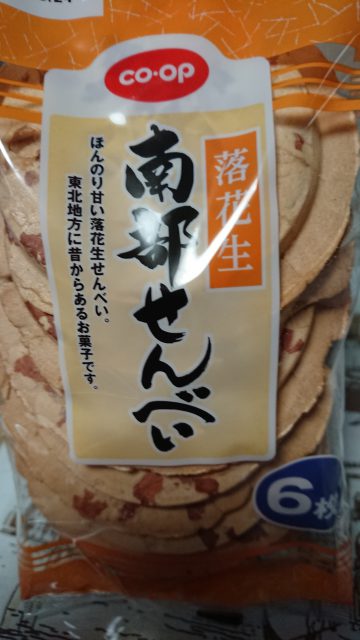 co·op
落花生
南部せんべい
ほんのり甘い落花生せんべい。
東北地方に昔からあるお菓子です。
6枚